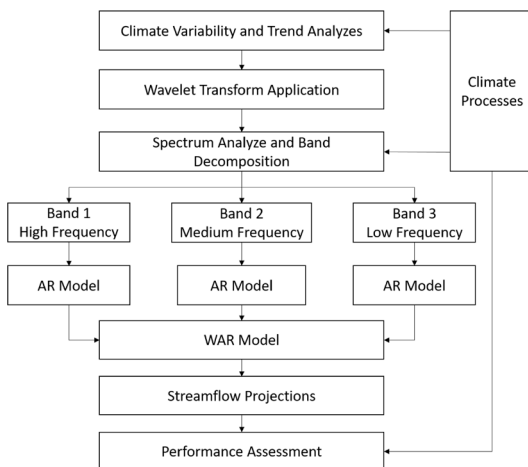 Climate Variability and Trend Analyzes
Climate
Processes
Wavelet Transform Application
Spectrum Analyze and Band
Decomposition
Band 1
High Frequency
Band 2
Medium Frequency
Band 3
Low Frequency
AR Model
AR Model
AR Model
WAR Model
Streamflow Projections
Performance Assessment